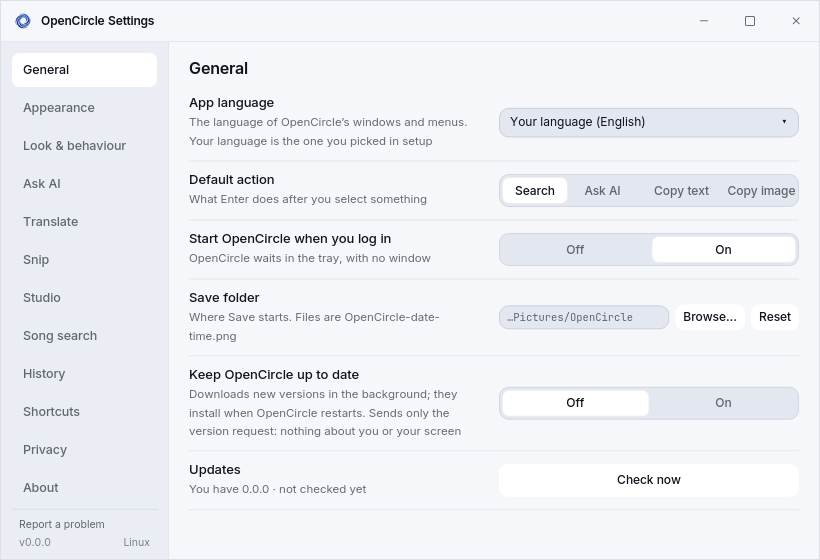 OpenCircle Settings
General
Appearance
Look & behaviour
Ask AI
Translate
Snip
Studio
Song search
History
Shortcuts
Privacy
About
Report a problem
v0.0.0
Linux
General
App language
The language of OpenCircle's windows and menus.
Your language is the one you picked in setup
Your language (English)
Default action
What Enter does after you select something
Search
Ask AI
Copy text
Copy image
Start OpenCircle when you log in
OpenCircle waits in the tray, with no window
Off
On
Save folder
Where Save starts. Files are OpenCircle-date-
time.png
…Pictures/OpenCircle
Browse...
Reset
Keep OpenCircle up to date
Downloads new versions in the background; they
install when OpenCircle restarts. Sends only the
version request: nothing about you or your screen
Off
On
Updates
You have 0.0.0 · not checked yet
Check now